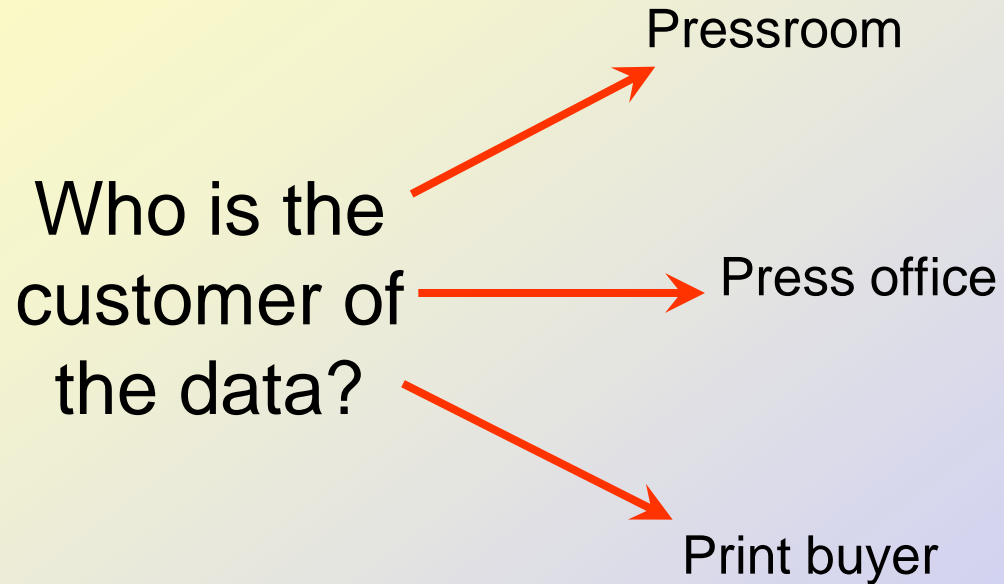 Pressroom
Who is the
customer of
the data?
Press office
Print buyer